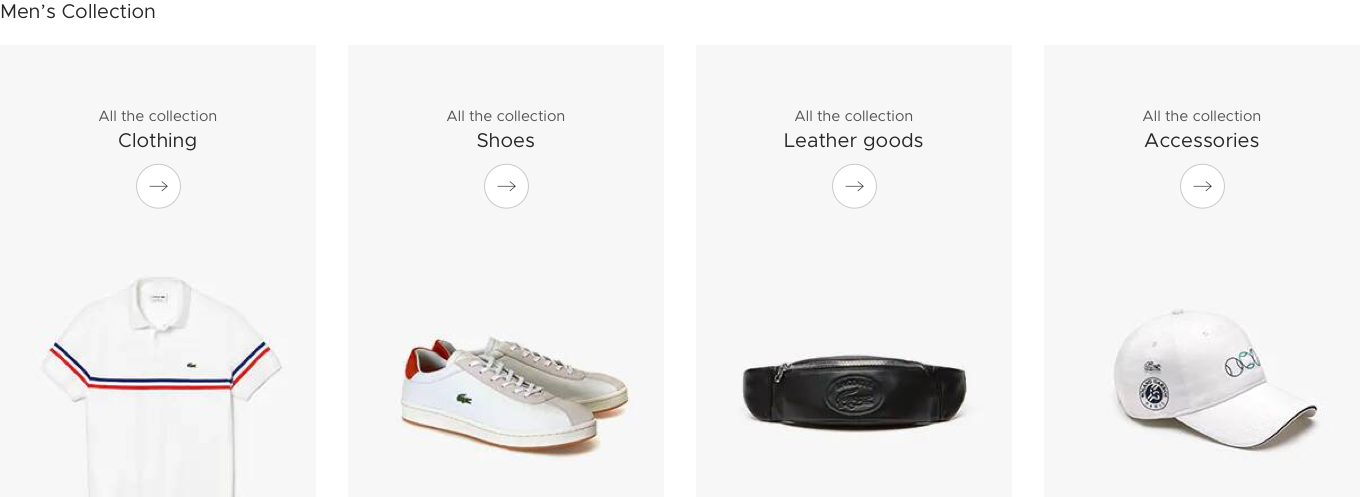 Men’s Collection
All the collection
Clothing
All the collection
Shoes
All the collection
Leather goods
All the collection
Accessories